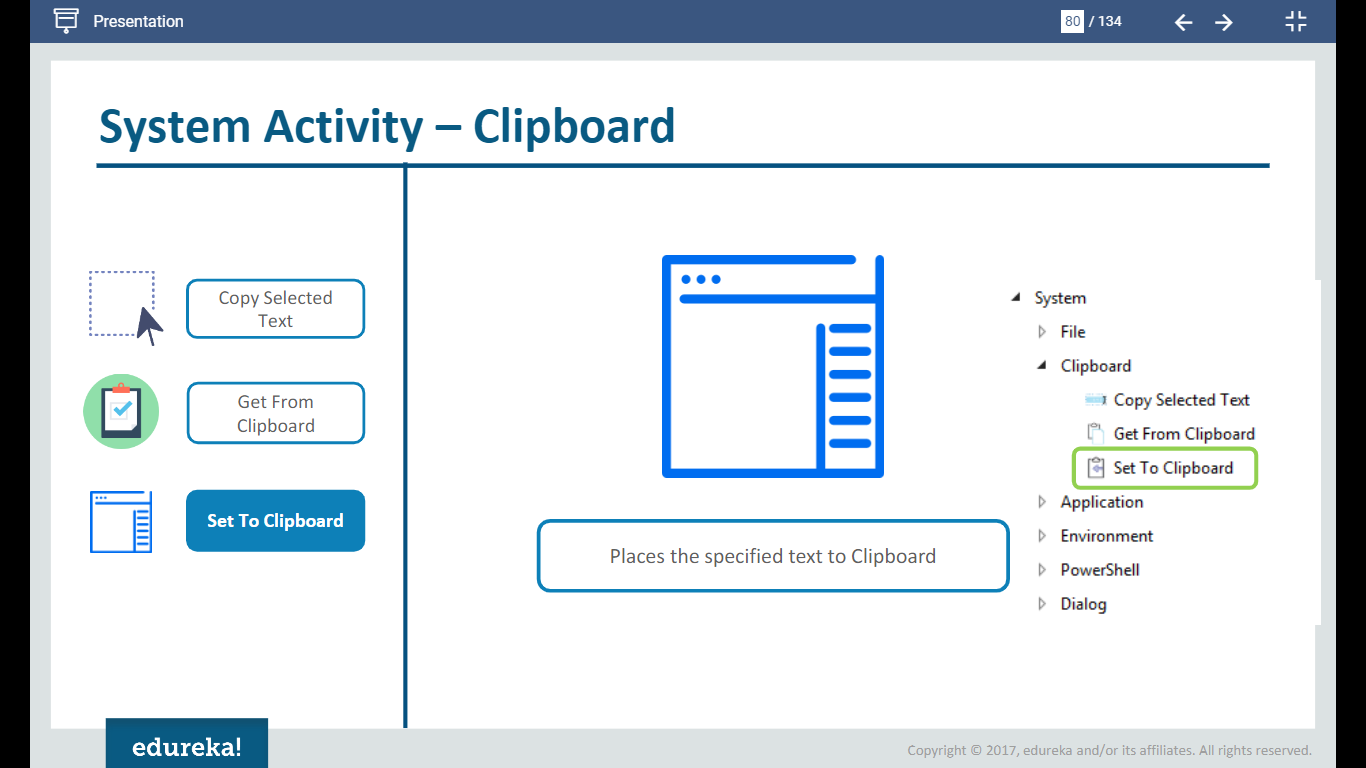 Presentation
80 / 134
System Activity – Clipboard
Copy Selected
Text
Get From
Clipboard
Set To Clipboard
Places the specified text to Clipboard
System
File
Clipboard
Copy Selected Text
Get From Clipboard
Set To Clipboard
Application
Environment
PowerShell
Dialog
edureka!
Copyright © 2017, edureka and/or its affiliates. All rights reserved.